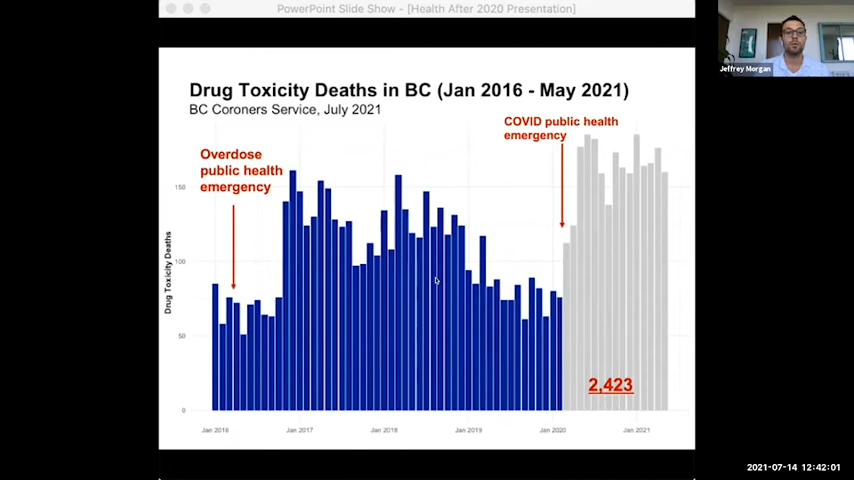 PowerPoint Slide Show - [Health After 2020 Presentation]
Jeffrey Morgan
Drug Toxicity Deaths in BC (Jan 2016 - May 2021)
BC Coroners Service, July 2021
COVID public health
emergency
Overdose
public health
emergency
150
100
50
0
Drug Toxicity Deaths
2,423
Jan 2016
Jan 2017
Jan 2018
Jan 2019
Jan 2020
Jan 2021
2021-07-14 12:42:01